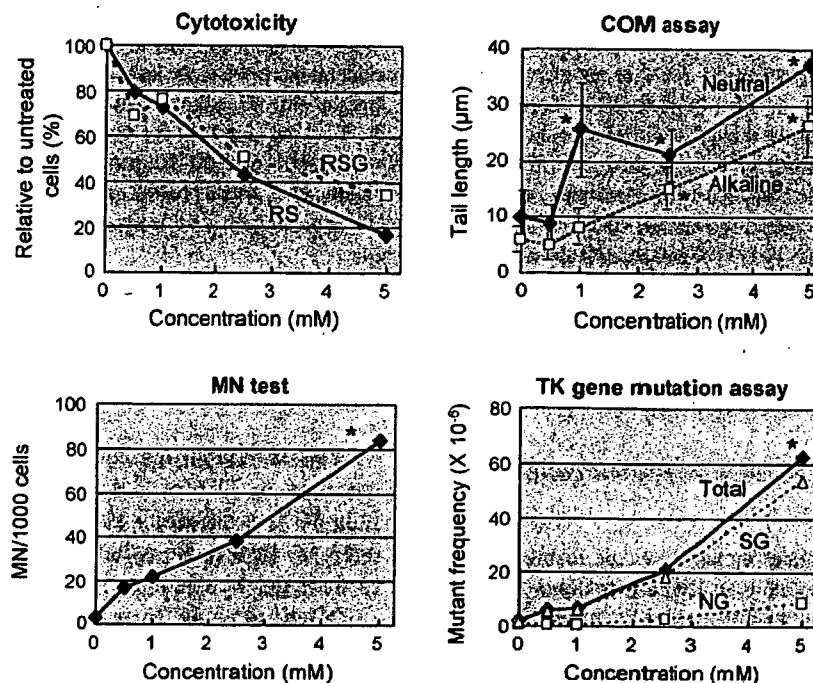 Cytotoxicity
100
80
60
40
20
0
Relative to untreated
cells (%)
RSG
RS
0 1 2 3 4 5
Concentration (mM)
COM assay
40
30
20
10
0
Tail length (µm)
* * * * *
Neutral
Alkaline
0 1 2 3 4 5
Concentration (mM)
MN test
100
80
60
40
20
0
MN/1000 cells
*
0 1 2 3 4 5
Concentration (mM)
TK gene mutation assay
80
60
40
20
0
Mutant frequency (X 10⁻⁶)
*
Total
SG
NG
0 1 2 3 4 5
Concentration (mM)